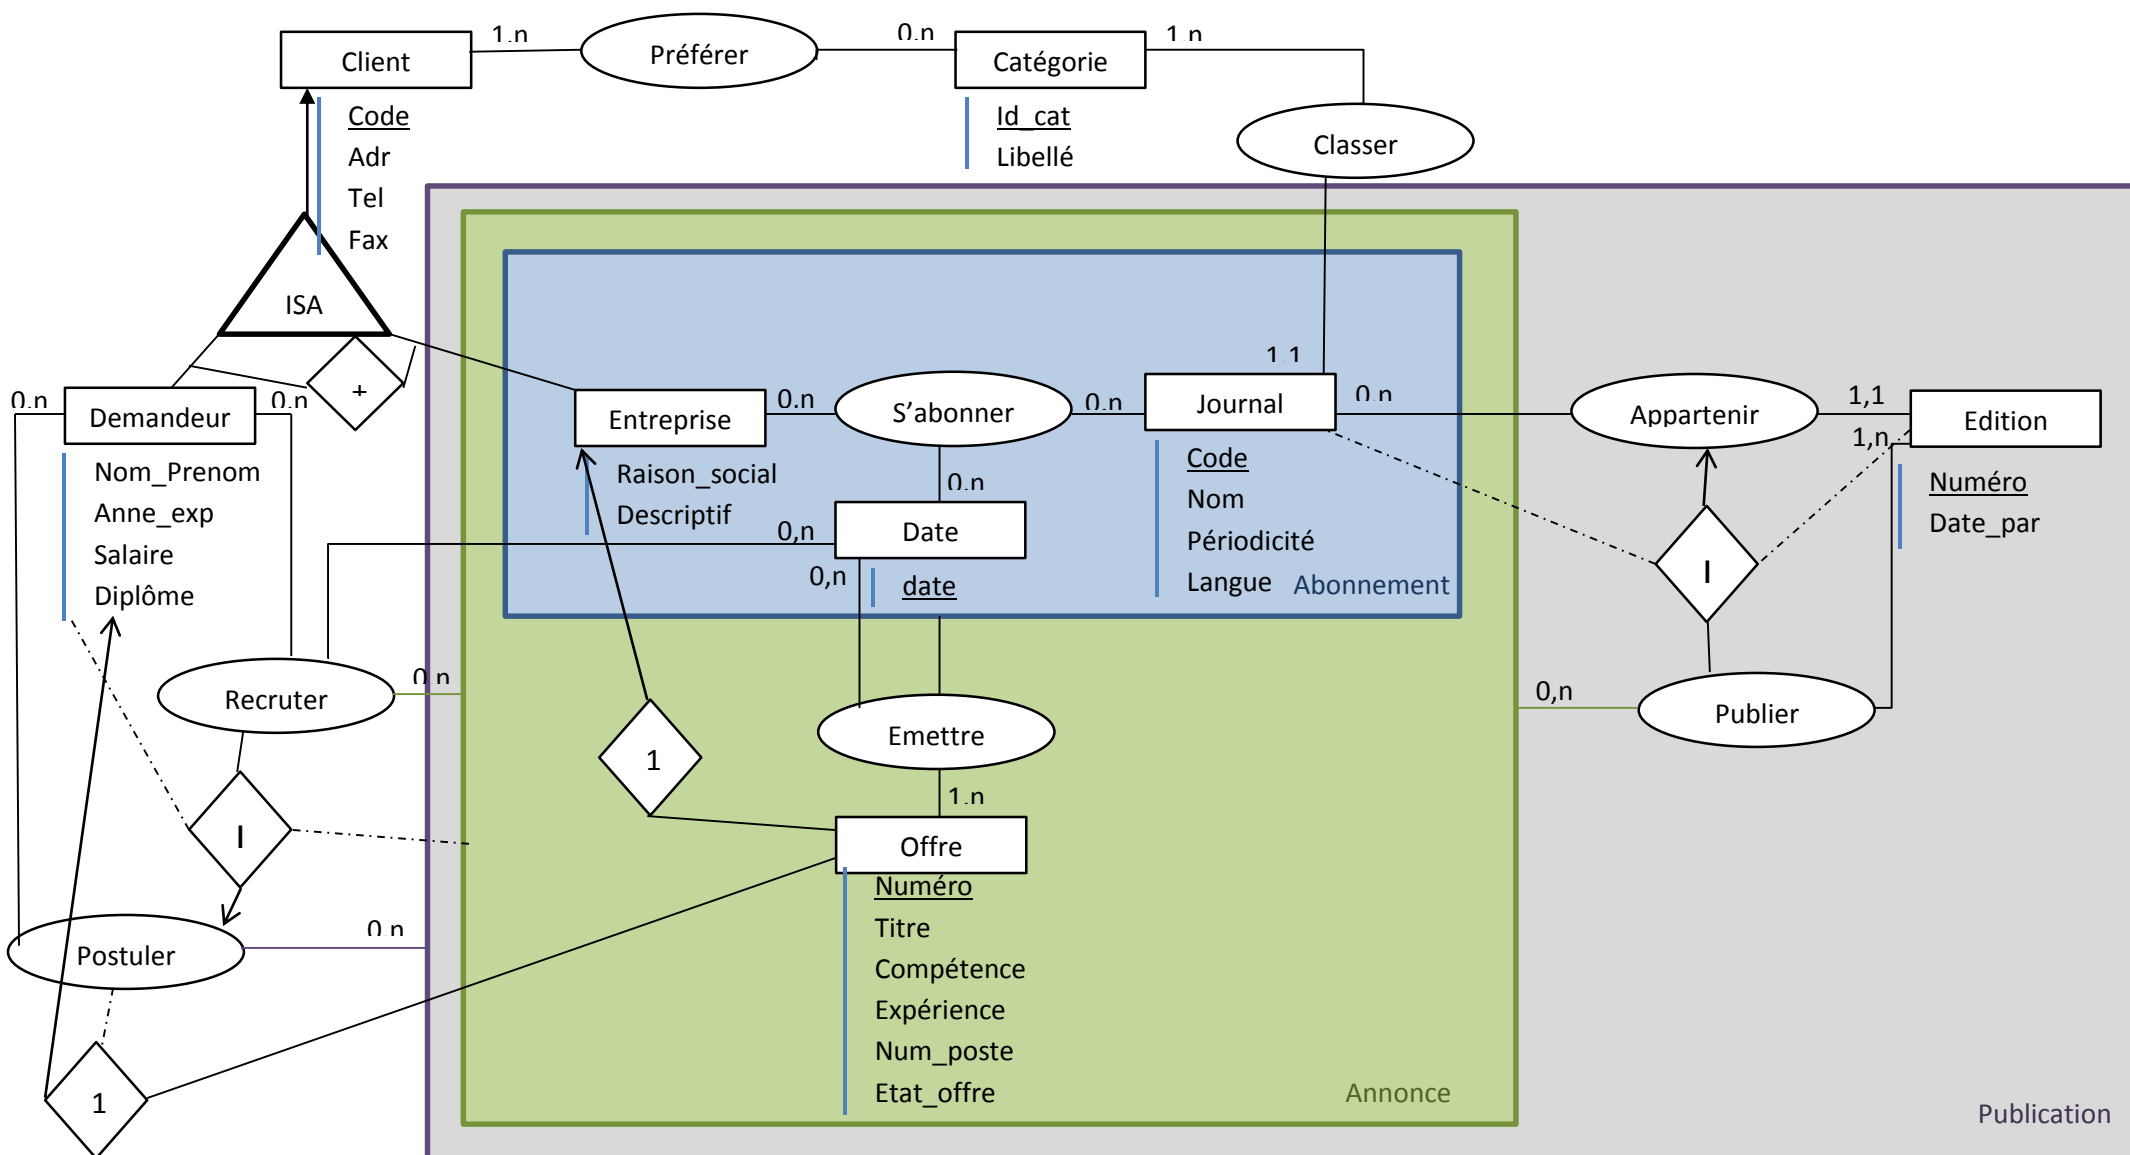 1.n
Préférer
0.n
1.n
Client
Catégorie
Code
Adr
Tel
Fax
Id_cat
Libellé
Classer
ISA
+
1.1
0.n
Demandeur
0.n
Entreprise
0.n
S'abonner
0.n
Journal
0.n
Appartenir
1,1
Edition
1,n
Nom_Prenom
Anne_exp
Salaire
Diplôme
Raison_social
Descriptif
0.n
0,n
Date
0,n
date
Code
Nom
Périodicité
Langue
Abonnement
Numéro
Date_par
I
Recruter
0.n
0,n
Publier
1
Emettre
1.n
I
Offre
Numéro
Titre
Compétence
Expérience
Num_poste
Etat_offre
Postuler
0.n
1
Annonce
Publication